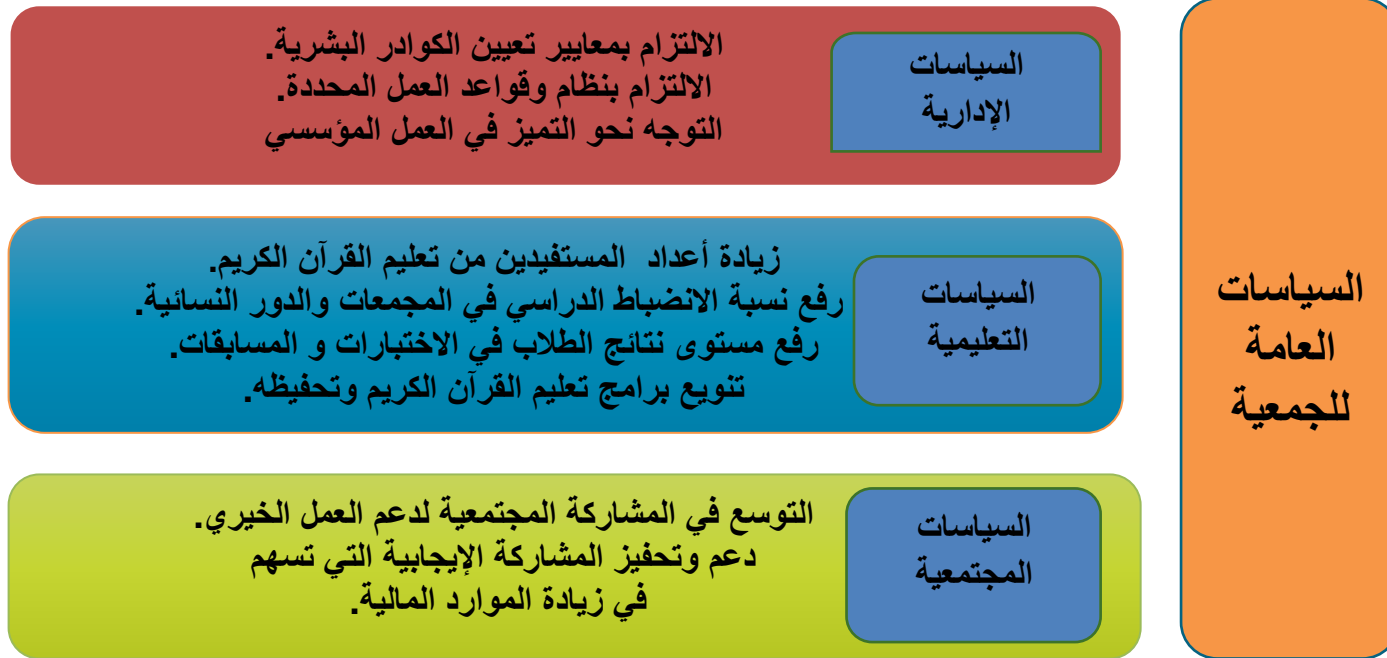 السياسات
العامة
للجمعية
السياسات
الإدارية
الالتزام بمعايير تعيين الكوادر البشرية.
الالتزام بنظام وقواعد العمل المحددة.
التوجه نحو التميز في العمل المؤسسي
السياسات
التعليمية
زيادة أعداد المستفيدين من تعليم القرآن الكريم.
رفع نسبة الانضباط الدراسي في المجمعات والدور النسائية.
رفع مستوى نتائج الطلاب في الاختبارات و المسابقات.
تنويع برامج تعليم القرآن الكريم وتحفيظه.
السياسات
المجتمعية
التوسع في المشاركة المجتمعية لدعم العمل الخيري.
دعم وتحفيز المشاركة الإيجابية التي تسهم
في زيادة الموارد المالية.